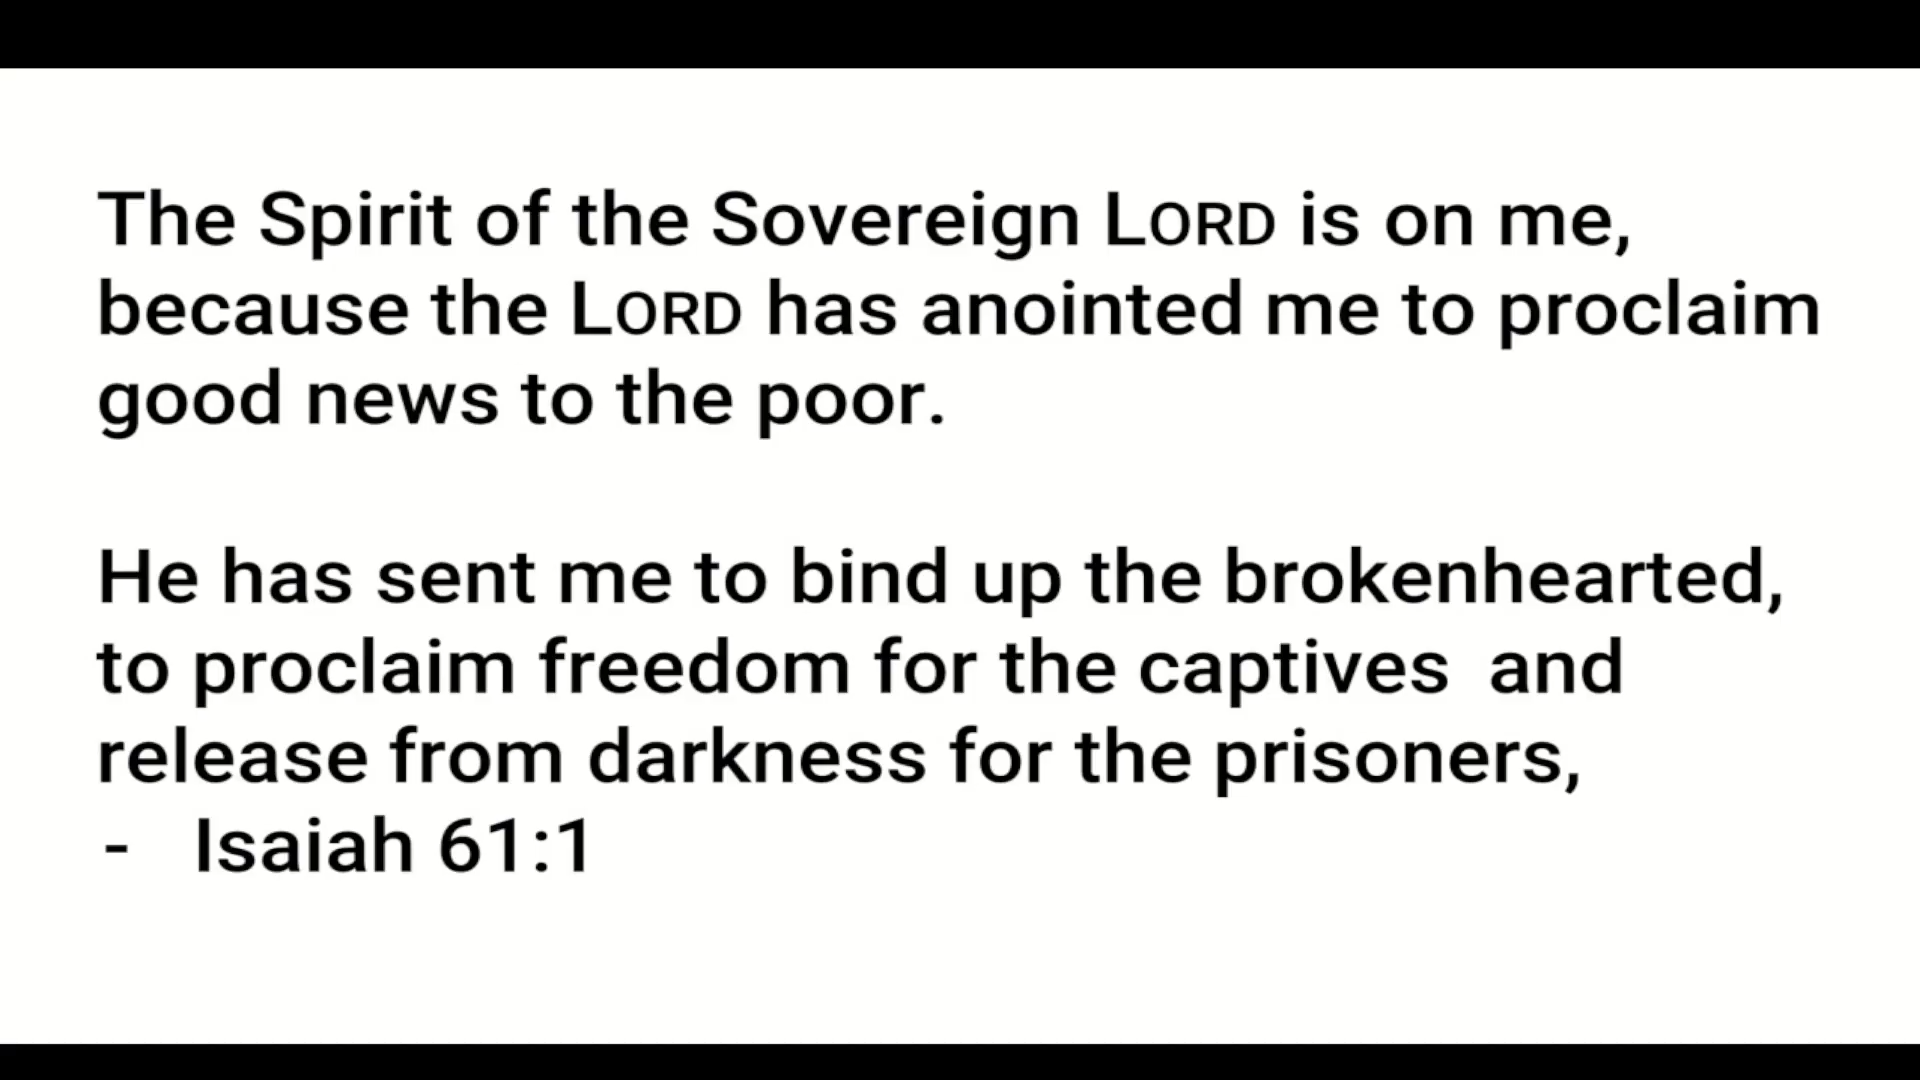 The Spirit of the Sovereign LORD is on me,
because the LORD has anointed me to proclaim
good news to the poor.
He has sent me to bind up the brokenhearted,
to proclaim freedom for the captives  and
release from darkness for the prisoners,
-   Isaiah 61:1